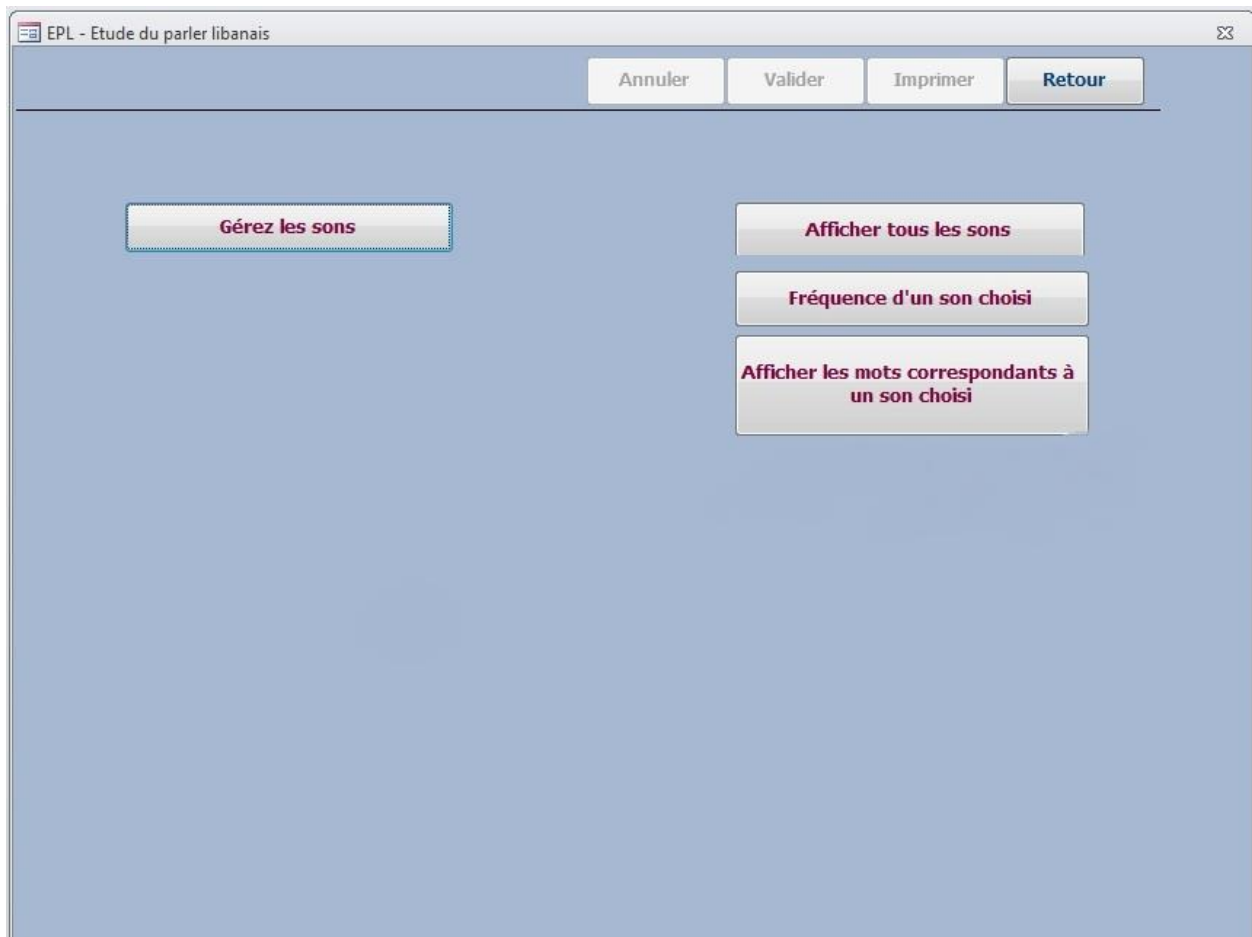 EPL - Etude du parler libanais
Annuler Valider Imprimer Retour
Gérez les sons
Afficher tous les sons
Fréquence d'un son choisi
Afficher les mots correspondants à
un son choisi